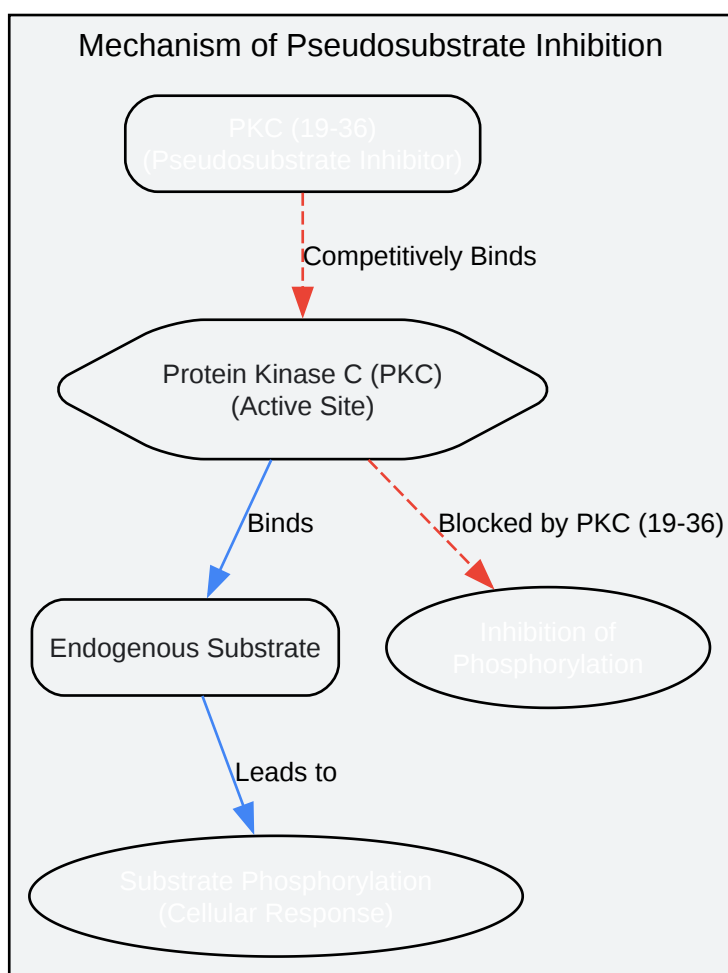 Mechanism of Pseudosubstrate Inhibition
PKC (19-36)
(Pseudosubstrate Inhibitor)
Competitively Binds
Protein Kinase C (PKC)
(Active Site)
Binds
Blocked by PKC (19-36)
Endogenous Substrate
Inhibition of
Phosphorylation
Leads to
Substrate Phosphorylation
(Cellular Response)